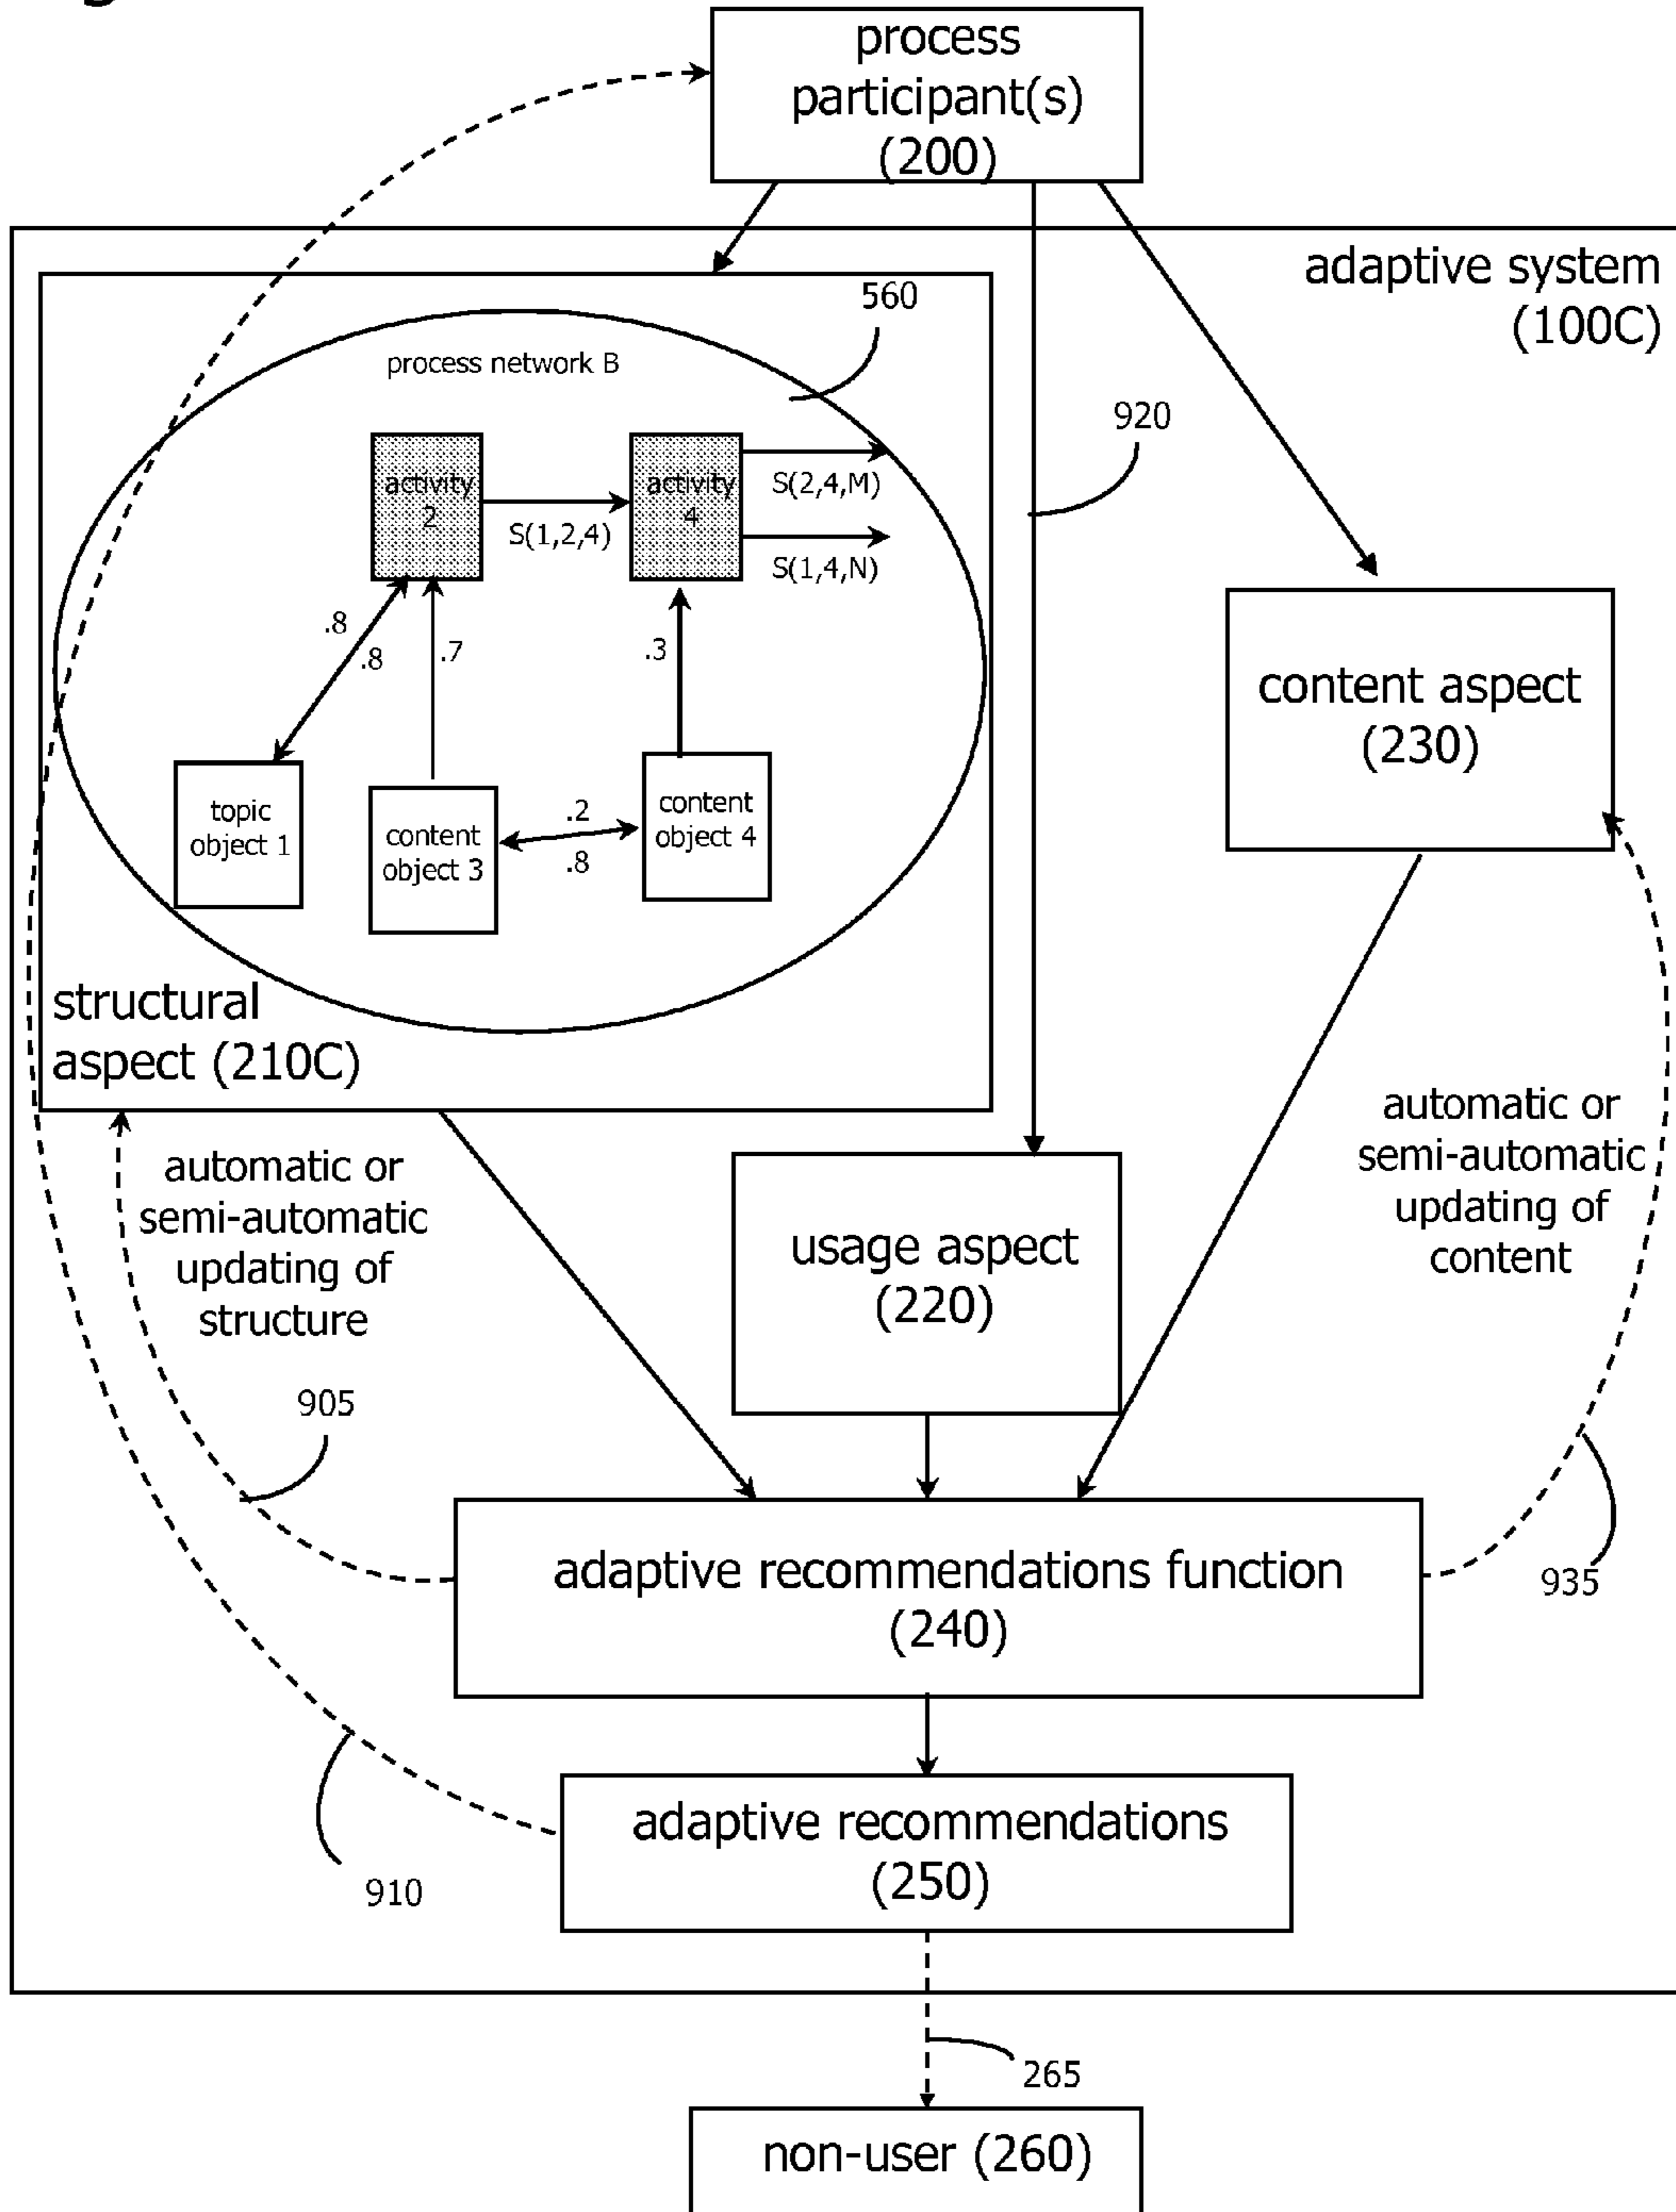 process
participant(s)
(200)
adaptive system
(100C)
560
process network B
920
activity
2
activity
4
S(2,4,M)
S(1,2,4)
S(1,4,N)
.8
.8
.7
.3
content aspect
(230)
topic
object 1
content
object 3
.2
.8
content
object 4
structural
aspect (210C)
automatic or
semi-automatic
updating of
content
automatic or
semi-automatic
updating of
structure
usage aspect
(220)
905
935
adaptive recommendations function
(240)
adaptive recommendations
(250)
910
265
non-user (260)